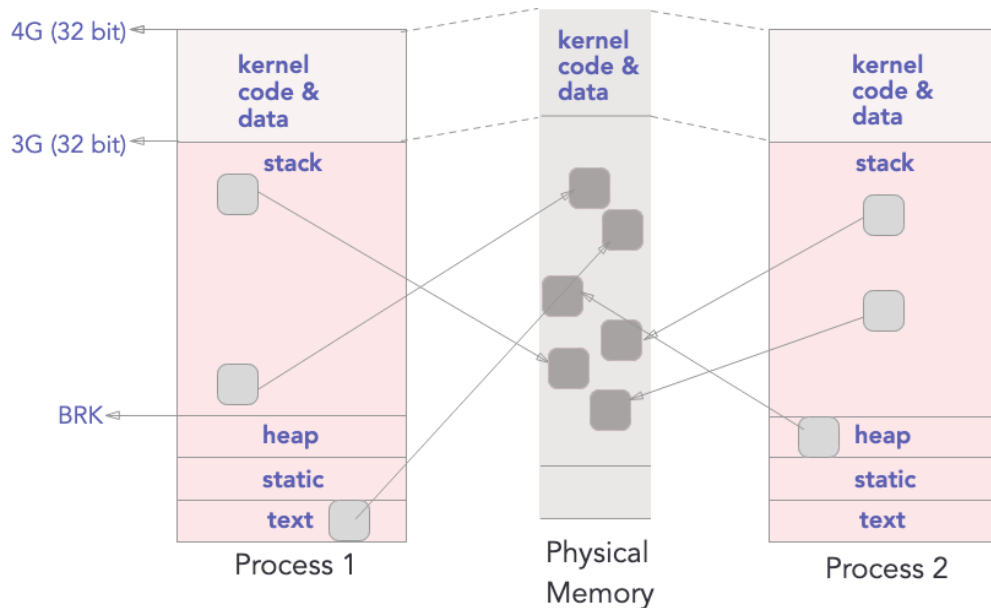 4G (32 bit)
kernel
code &
data
3G (32 bit)
stack
BRK
heap
static
text
Process 1
kernel
code &
data
Physical
Memory
kernel
code &
data
stack
heap
static
text
Process 2